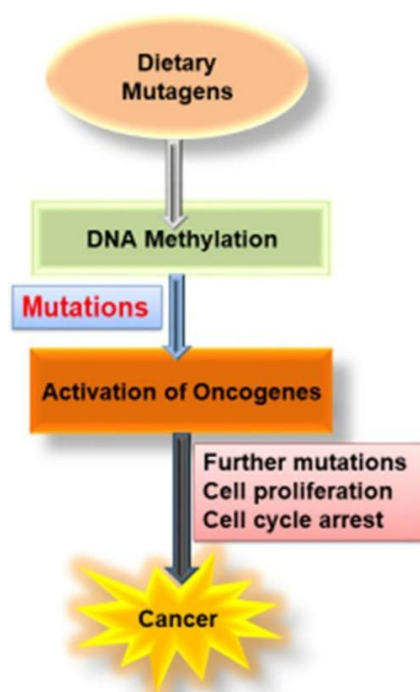 Dietary
Mutagens
DNA Methylation
Mutations
Activation of Oncogenes
Further mutations
Cell proliferation
Cell cycle arrest
Cancer